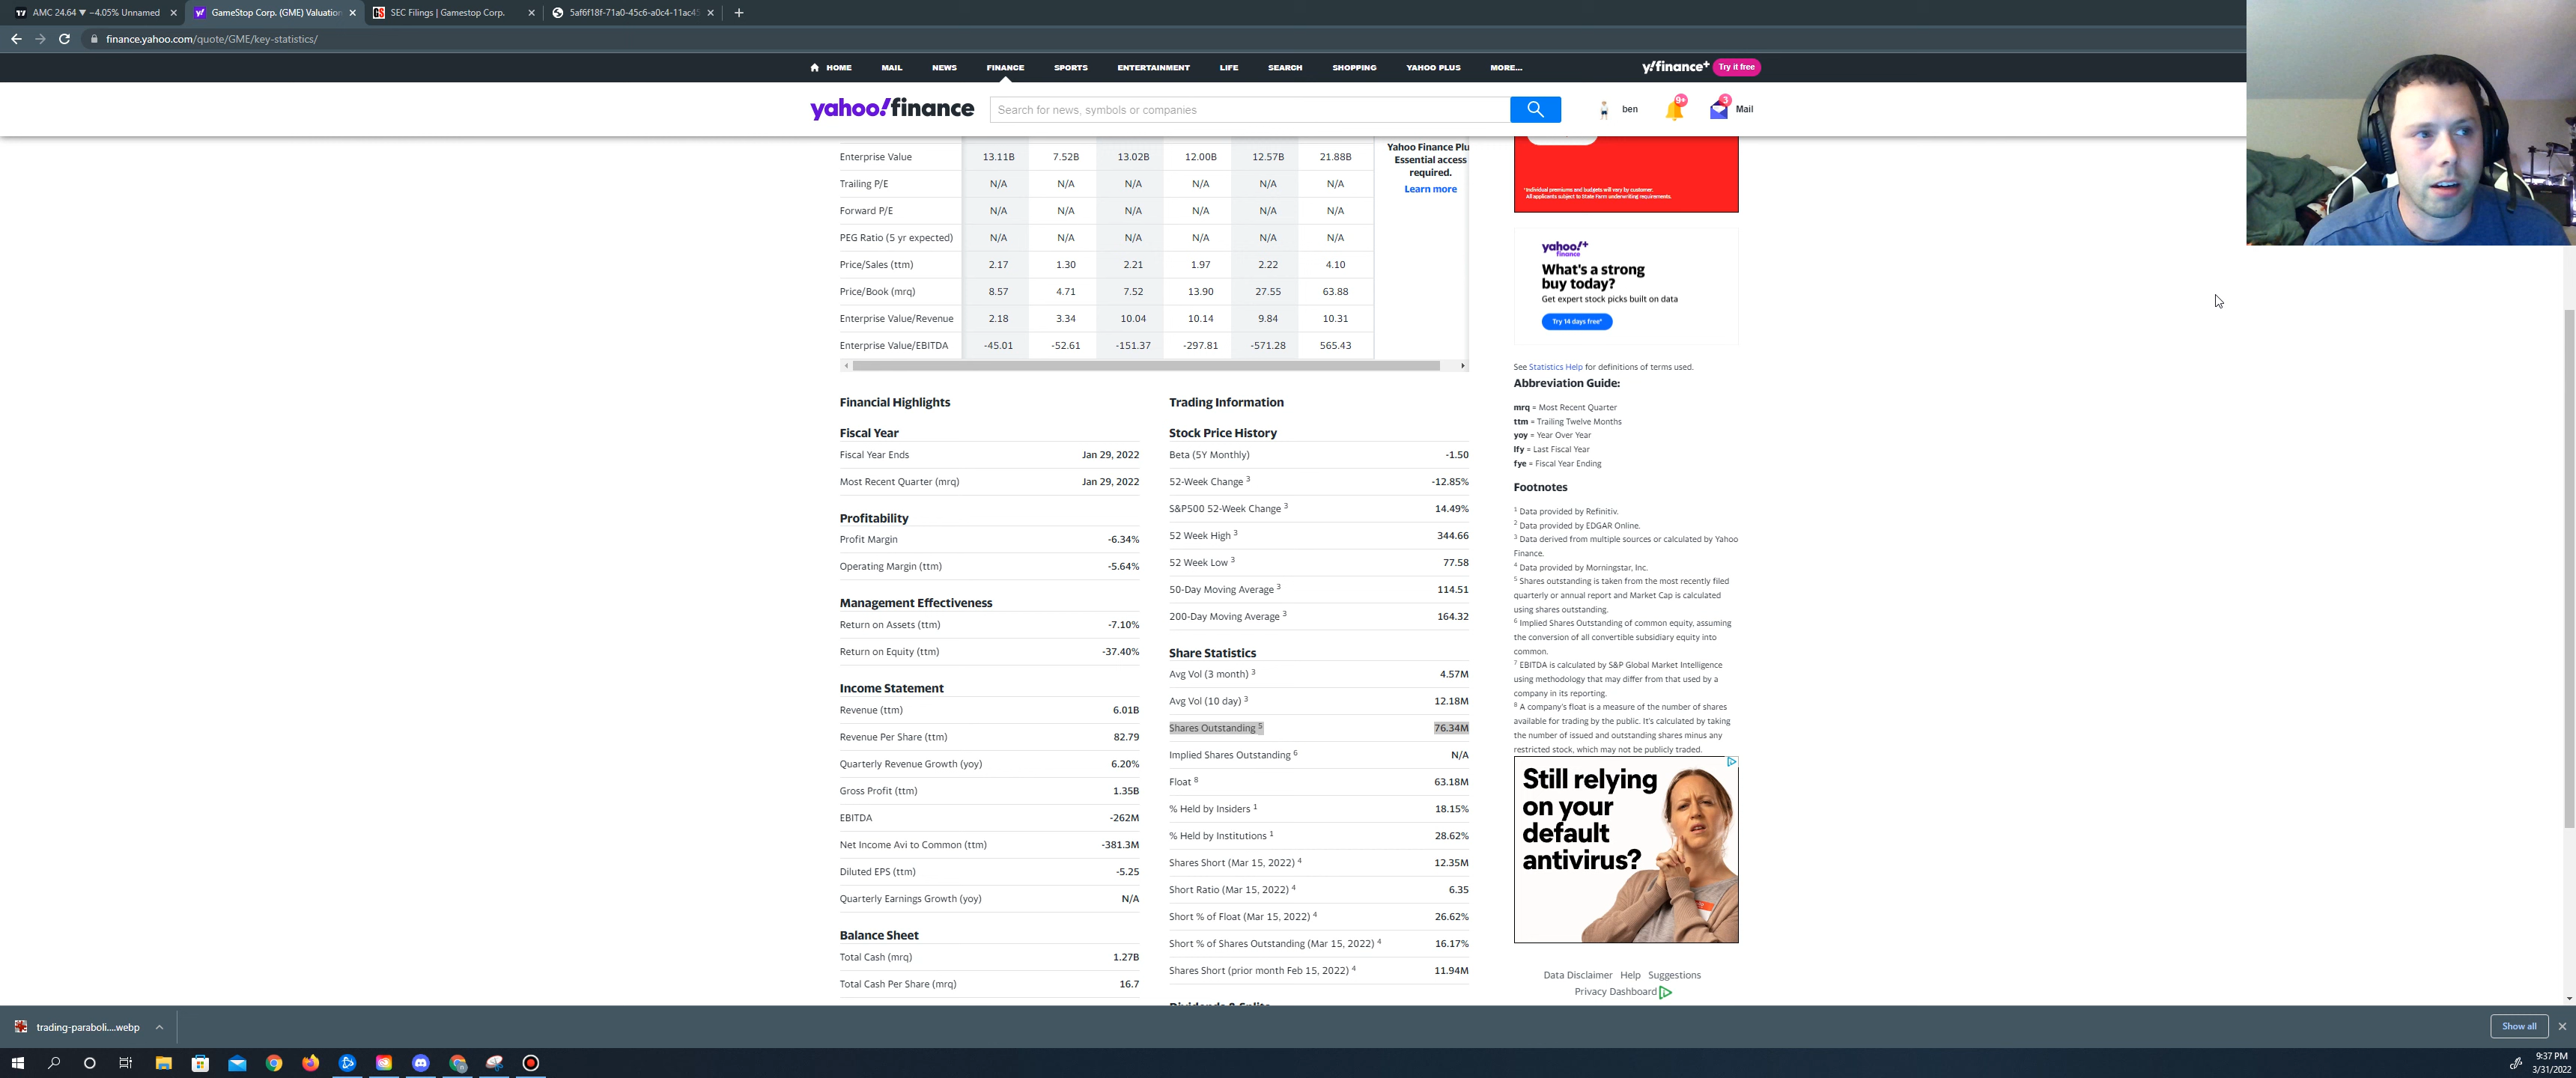 AMC 24.64 ▼ −4.05% Unnamed
GameStop Corp. (GME) Valuation
SEC Filings | Gamestop Corp.
5af6f18f-71a0-45c6-a0c4-11ac45
finance.yahoo.com/quote/GME/key-statistics/
HOME MAIL NEWS FINANCE SPORTS ENTERTAINMENT LIFE SEARCH SHOPPING YAHOO PLUS MORE...
y!finance+ Try it free
yahoo!finance
Search for news, symbols or companies
9+ ben 3 Mail
Enterprise Value 13.11B 7.52B 13.02B 12.00B 12.57B 21.88B
Trailing P/E N/A N/A N/A N/A N/A N/A
Forward P/E N/A N/A N/A N/A N/A N/A
PEG Ratio (5 yr expected) N/A N/A N/A N/A N/A N/A
Price/Sales (ttm) 2.17 1.30 2.21 1.97 2.22 4.10
Price/Book (mrq) 8.57 4.71 7.52 13.90 27.55 63.88
Enterprise Value/Revenue 2.18 3.34 10.04 10.14 9.84 10.31
Enterprise Value/EBITDA -45.01 -52.61 -151.37 -297.81 -571.28 565.43
Yahoo Finance Plu
Essential access
required.
Learn more
Financial Highlights
Fiscal Year
Fiscal Year Ends Jan 29, 2022
Most Recent Quarter (mrq) Jan 29, 2022
Profitability
Profit Margin -6.34%
Operating Margin (ttm) -5.64%
Management Effectiveness
Return on Assets (ttm) -7.10%
Return on Equity (ttm) -37.40%
Income Statement
Revenue (ttm) 6.01B
Revenue Per Share (ttm) 82.79
Quarterly Revenue Growth (yoy) 6.20%
Gross Profit (ttm) 1.35B
EBITDA -262M
Net Income Avi to Common (ttm) -381.3M
Diluted EPS (ttm) -5.25
Quarterly Earnings Growth (yoy) N/A
Balance Sheet
Total Cash (mrq) 1.27B
Total Cash Per Share (mrq) 16.7
Trading Information
Stock Price History
Beta (5Y Monthly) -1.50
52-Week Change 3 -12.85%
S&P500 52-Week Change 3 14.49%
52 Week High 3 344.66
52 Week Low 3 77.58
50-Day Moving Average 3 114.51
200-Day Moving Average 3 164.32
Share Statistics
Avg Vol (3 month) 3 4.57M
Avg Vol (10 day) 3 12.18M
Shares Outstanding 5 76.34M
Implied Shares Outstanding 6 N/A
Float 8 63.18M
% Held by Insiders 1 18.15%
% Held by Institutions 1 28.62%
Shares Short (Mar 15, 2022) 4 12.35M
Short Ratio (Mar 15, 2022) 4 6.35
Short % of Float (Mar 15, 2022) 4 26.62%
Short % of Shares Outstanding (Mar 15, 2022) 4 16.17%
Shares Short (prior month Feb 15, 2022) 4 11.94M
Dividends & Splits
*Individual premiums and budgets will vary by customer.
All applicants subject to State Farm underwriting requirements.
yahoo!+
finance
What's a strong
buy today?
Get expert stock picks built on data
Try 14 days free*
See Statistics Help for definitions of terms used.
Abbreviation Guide:
mrq = Most Recent Quarter
ttm = Trailing Twelve Months
yoy = Year Over Year
lfy = Last Fiscal Year
fye = Fiscal Year Ending
Footnotes
1 Data provided by Refinitiv.
2 Data provided by EDGAR Online.
3 Data derived from multiple sources or calculated by Yahoo
Finance.
4 Data provided by Morningstar, Inc.
5 Shares outstanding is taken from the most recently filed
quarterly or annual report and Market Cap is calculated
using shares outstanding.
6 Implied Shares Outstanding of common equity, assuming
the conversion of all convertible subsidiary equity into
common.
7 EBITDA is calculated by S&P Global Market Intelligence
using methodology that may differ from that used by a
company in its reporting.
8 A company's float is a measure of the number of shares
available for trading by the public. It's calculated by taking
the number of issued and outstanding shares minus any
restricted stock, which may not be publicly traded.
Still relying
on your
default
antivirus?
Data Disclaimer Help Suggestions
Privacy Dashboard
trading-paraboli....webp
Show all
9:37 PM
3/31/2022